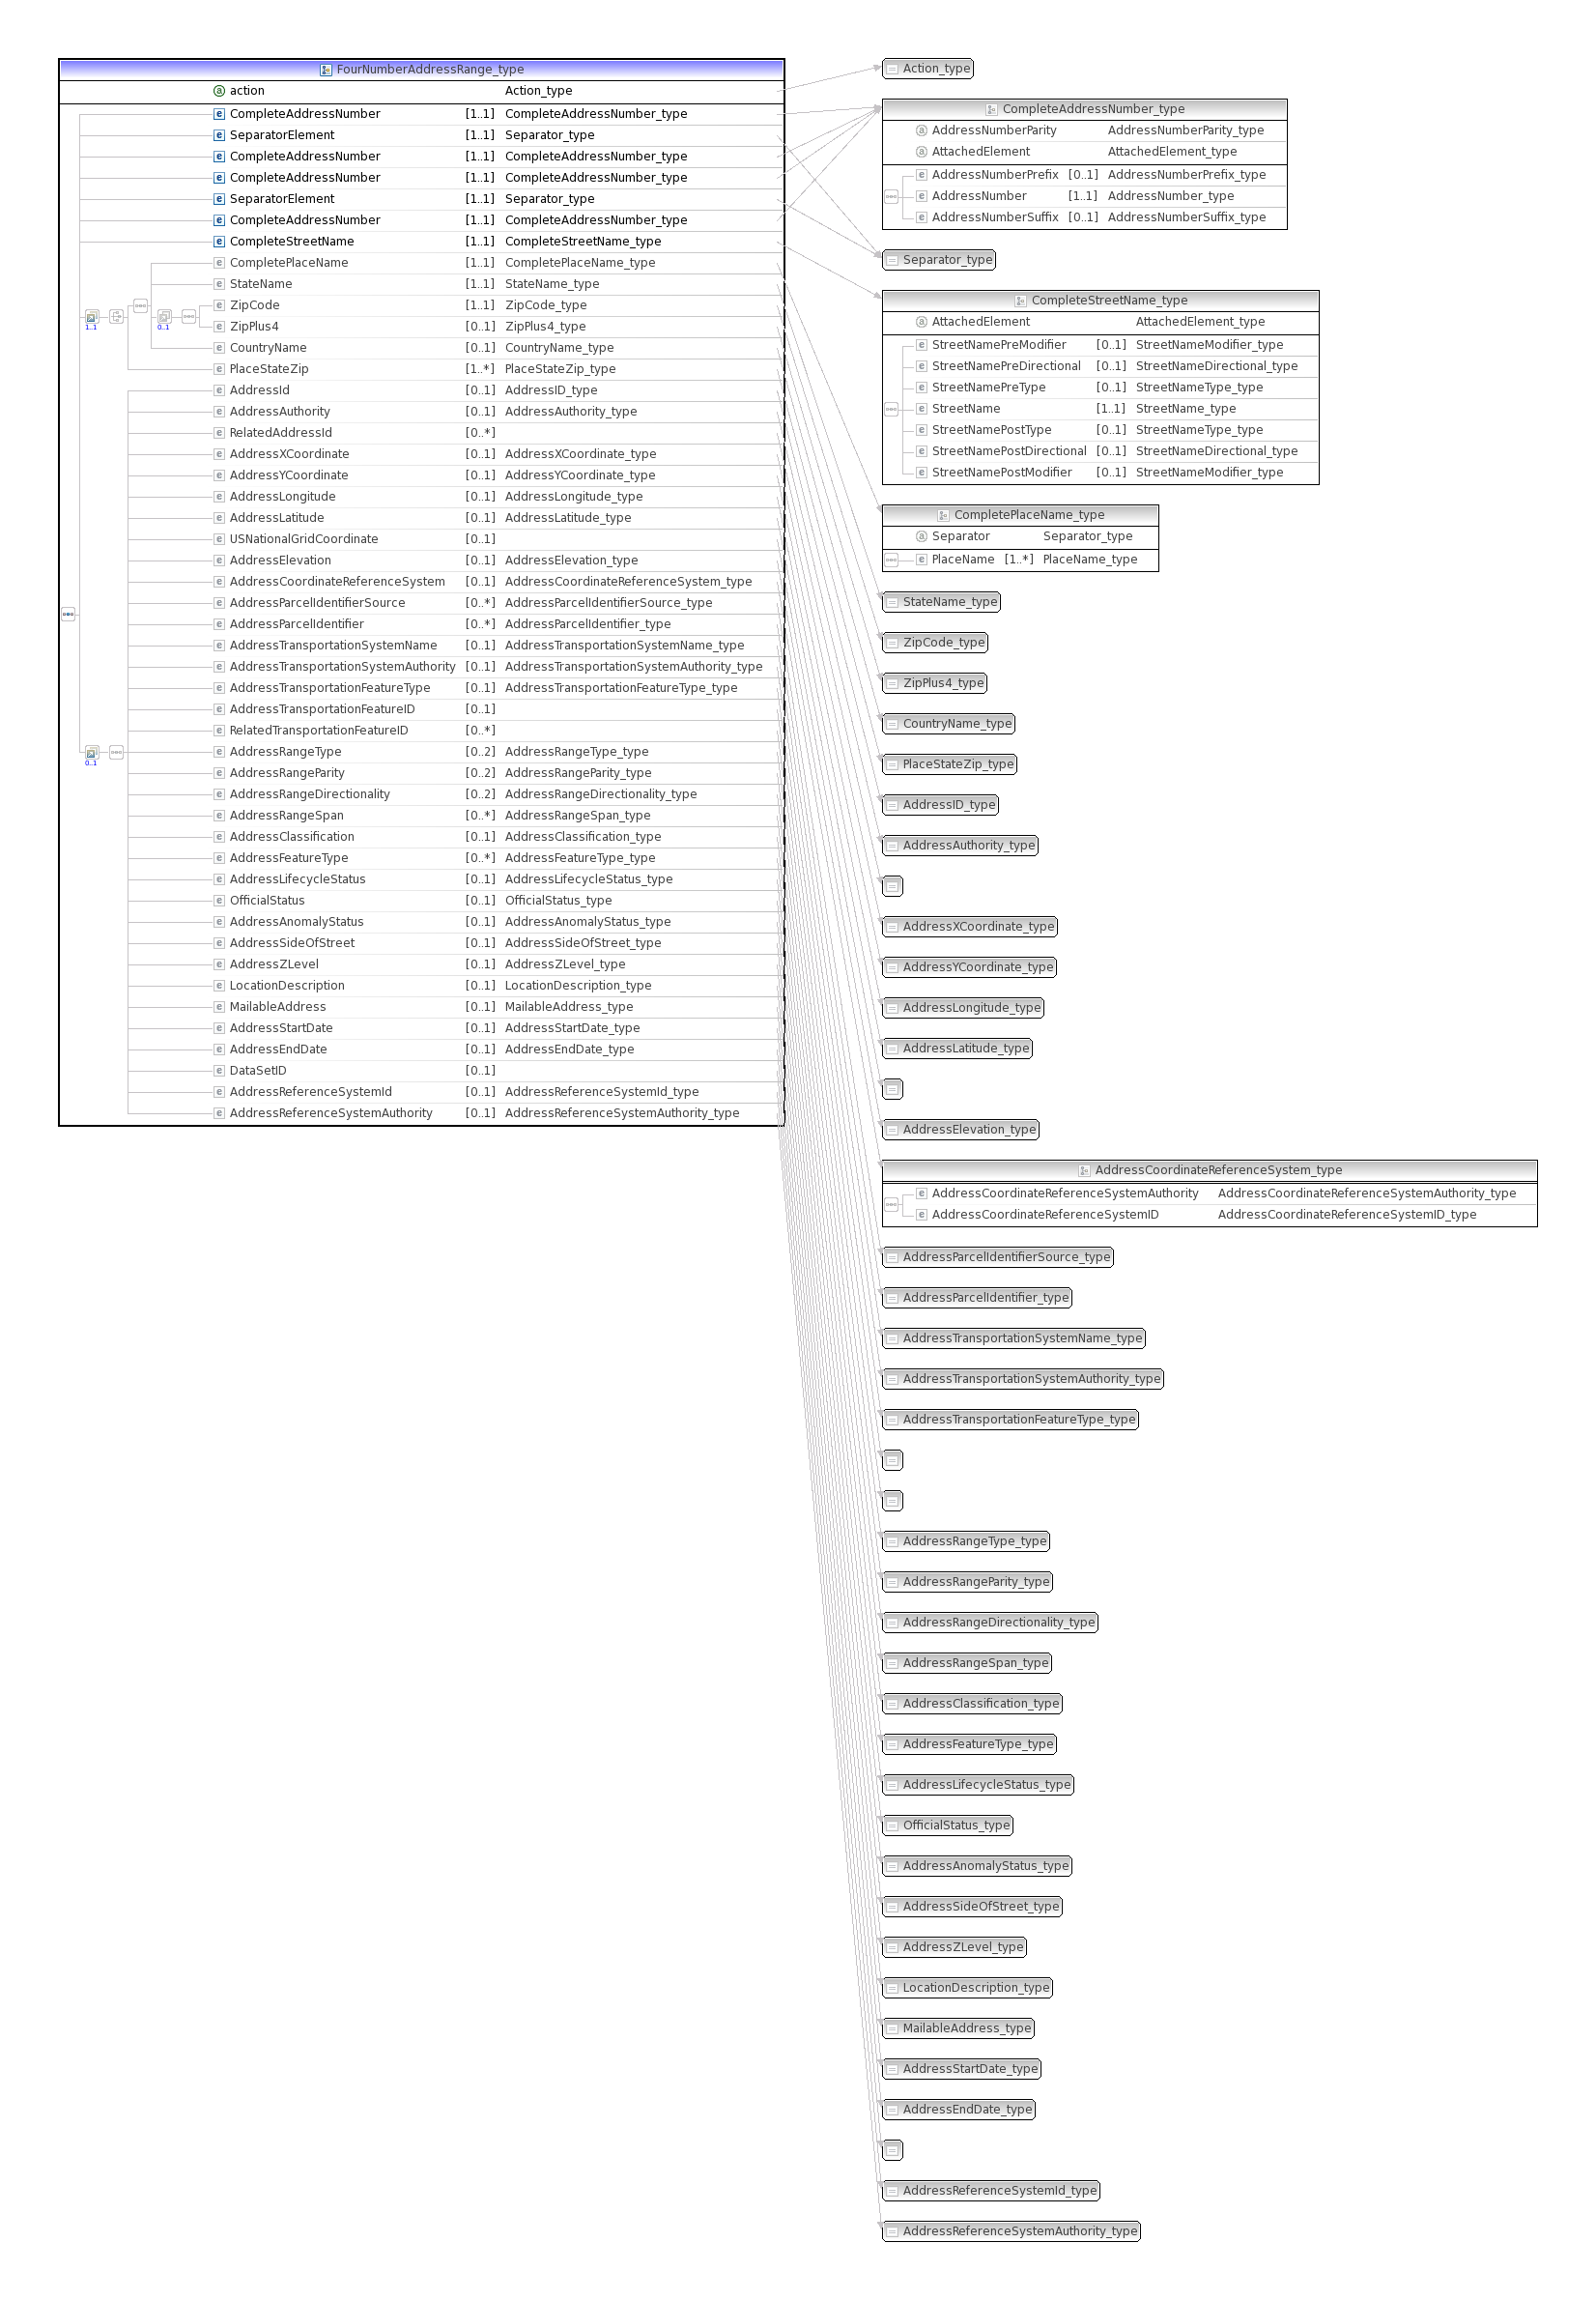 FourNumberAddressRange_type
action Action_type
CompleteAddressNumber [1..1] CompleteAddressNumber_type
SeparatorElement [1..1] Separator_type
CompleteAddressNumber [1..1] CompleteAddressNumber_type
CompleteAddressNumber [1..1] CompleteAddressNumber_type
SeparatorElement [1..1] Separator_type
CompleteAddressNumber [1..1] CompleteAddressNumber_type
CompleteStreetName [1..1] CompleteStreetName_type
CompletePlaceName [1..1] CompletePlaceName_type
StateName [1..1] StateName_type
ZipCode [1..1] ZipCode_type
1..1
0..1
ZipPlus4 [0..1] ZipPlus4_type
CountryName [0..1] CountryName_type
PlaceStateZip [1..*] PlaceStateZip_type
AddressId [0..1] AddressID_type
AddressAuthority [0..1] AddressAuthority_type
RelatedAddressId [0..*]
AddressXCoordinate [0..1] AddressXCoordinate_type
AddressYCoordinate [0..1] AddressYCoordinate_type
AddressLongitude [0..1] AddressLongitude_type
AddressLatitude [0..1] AddressLatitude_type
USNationalGridCoordinate [0..1]
AddressElevation [0..1] AddressElevation_type
AddressCoordinateReferenceSystem [0..1] AddressCoordinateReferenceSystem_type
AddressParcelIdentifierSource [0..*] AddressParcelIdentifierSource_type
AddressParcelIdentifier [0..*] AddressParcelIdentifier_type
AddressTransportationSystemName [0..1] AddressTransportationSystemName_type
AddressTransportationSystemAuthority [0..1] AddressTransportationSystemAuthority_type
AddressTransportationFeatureType [0..1] AddressTransportationFeatureType_type
AddressTransportationFeatureID [0..1]
RelatedTransportationFeatureID [0..*]
AddressRangeType [0..2] AddressRangeType_type
0..1
AddressRangeParity [0..2] AddressRangeParity_type
AddressRangeDirectionality [0..2] AddressRangeDirectionality_type
AddressRangeSpan [0..*] AddressRangeSpan_type
AddressClassification [0..1] AddressClassification_type
AddressFeatureType [0..*] AddressFeatureType_type
AddressLifecycleStatus [0..1] AddressLifecycleStatus_type
OfficialStatus [0..1] OfficialStatus_type
AddressAnomalyStatus [0..1] AddressAnomalyStatus_type
AddressSideOfStreet [0..1] AddressSideOfStreet_type
AddressZLevel [0..1] AddressZLevel_type
LocationDescription [0..1] LocationDescription_type
MailableAddress [0..1] MailableAddress_type
AddressStartDate [0..1] AddressStartDate_type
AddressEndDate [0..1] AddressEndDate_type
DataSetID [0..1]
AddressReferenceSystemId [0..1] AddressReferenceSystemId_type
AddressReferenceSystemAuthority [0..1] AddressReferenceSystemAuthority_type
Action_type
CompleteAddressNumber_type
AddressNumberParity AddressNumberParity_type
AttachedElement AttachedElement_type
AddressNumberPrefix [0..1] AddressNumberPrefix_type
AddressNumber [1..1] AddressNumber_type
AddressNumberSuffix [0..1] AddressNumberSuffix_type
Separator_type
CompleteStreetName_type
AttachedElement AttachedElement_type
StreetNamePreModifier [0..1] StreetNameModifier_type
StreetNamePreDirectional [0..1] StreetNameDirectional_type
StreetNamePreType [0..1] StreetNameType_type
StreetName [1..1] StreetName_type
StreetNamePostType [0..1] StreetNameType_type
StreetNamePostDirectional [0..1] StreetNameDirectional_type
StreetNamePostModifier [0..1] StreetNameModifier_type
CompletePlaceName_type
Separator Separator_type
PlaceName [1..*] PlaceName_type
StateName_type
ZipCode_type
ZipPlus4_type
CountryName_type
PlaceStateZip_type
AddressID_type
AddressAuthority_type
AddressXCoordinate_type
AddressYCoordinate_type
AddressLongitude_type
AddressLatitude_type
AddressElevation_type
AddressCoordinateReferenceSystem_type
AddressCoordinateReferenceSystemAuthority AddressCoordinateReferenceSystemAuthority_type
AddressCoordinateReferenceSystemID AddressCoordinateReferenceSystemID_type
AddressParcelIdentifierSource_type
AddressParcelIdentifier_type
AddressTransportationSystemName_type
AddressTransportationSystemAuthority_type
AddressTransportationFeatureType_type
AddressRangeType_type
AddressRangeParity_type
AddressRangeDirectionality_type
AddressRangeSpan_type
AddressClassification_type
AddressFeatureType_type
AddressLifecycleStatus_type
OfficialStatus_type
AddressAnomalyStatus_type
AddressSideOfStreet_type
AddressZLevel_type
LocationDescription_type
MailableAddress_type
AddressStartDate_type
AddressEndDate_type
AddressReferenceSystemId_type
AddressReferenceSystemAuthority_type